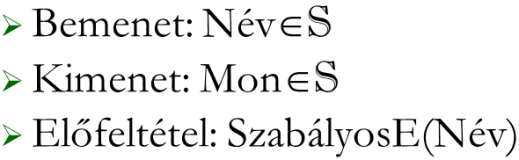 ➢ Bemenet: Név∈𝕊
➢ Kimenet: Mon∈𝕊
➢ Előfeltétel: SzabályosE(Név)